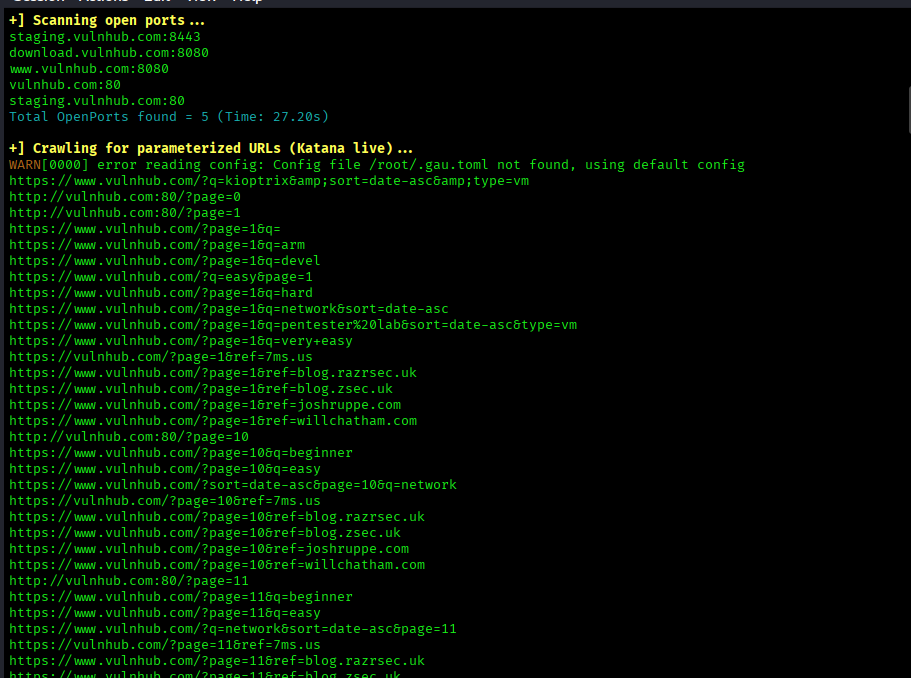 +] Scanning open ports...
staging.vulnhub.com:8443
download.vulnhub.com:8080
www.vulnhub.com:8080
vulnhub.com:80
staging.vulnhub.com:80
Total OpenPorts found = 5 (Time: 27.20s)
+] Crawling for parameterized URLs (Katana live)...
WARN[0000] error reading config: Config file /root/.gau.toml not found, using default config
https://www.vulnhub.com/?q=kioptrix&amp;sort=date-asc&amp;type=vm
http://vulnhub.com:80/?page=0
http://vulnhub.com:80/?page=1
https://www.vulnhub.com/?page=1&q=
https://www.vulnhub.com/?page=1&q=arm
https://www.vulnhub.com/?page=1&q=devel
https://www.vulnhub.com/?q=easy&page=1
https://www.vulnhub.com/?page=1&q=hard
https://www.vulnhub.com/?page=1&q=network&sort=date-asc
https://www.vulnhub.com/?page=1&q=pentester%20lab&sort=date-asc&type=vm
https://www.vulnhub.com/?page=1&q=very+easy
https://vulnhub.com/?page=1&ref=7ms.us
https://www.vulnhub.com/?page=1&ref=blog.razrsec.uk
https://www.vulnhub.com/?page=1&ref=blog.zsec.uk
https://www.vulnhub.com/?page=1&ref=joshruppe.com
https://www.vulnhub.com/?page=1&ref=willchatham.com
http://vulnhub.com:80/?page=10
https://www.vulnhub.com/?page=10&q=beginner
https://www.vulnhub.com/?page=10&q=easy
https://www.vulnhub.com/?sort=date-asc&page=10&q=network
https://vulnhub.com/?page=10&ref=7ms.us
https://www.vulnhub.com/?page=10&ref=blog.razrsec.uk
https://www.vulnhub.com/?page=10&ref=blog.zsec.uk
https://www.vulnhub.com/?page=10&ref=joshruppe.com
https://www.vulnhub.com/?page=10&ref=willchatham.com
http://vulnhub.com:80/?page=11
https://www.vulnhub.com/?page=11&q=beginner
https://www.vulnhub.com/?page=11&q=easy
https://www.vulnhub.com/?q=network&sort=date-asc&page=11
https://vulnhub.com/?page=11&ref=7ms.us
https://www.vulnhub.com/?page=11&ref=blog.razrsec.uk
https://www.vulnhub.com/?page=11&ref=blog.zsec.uk